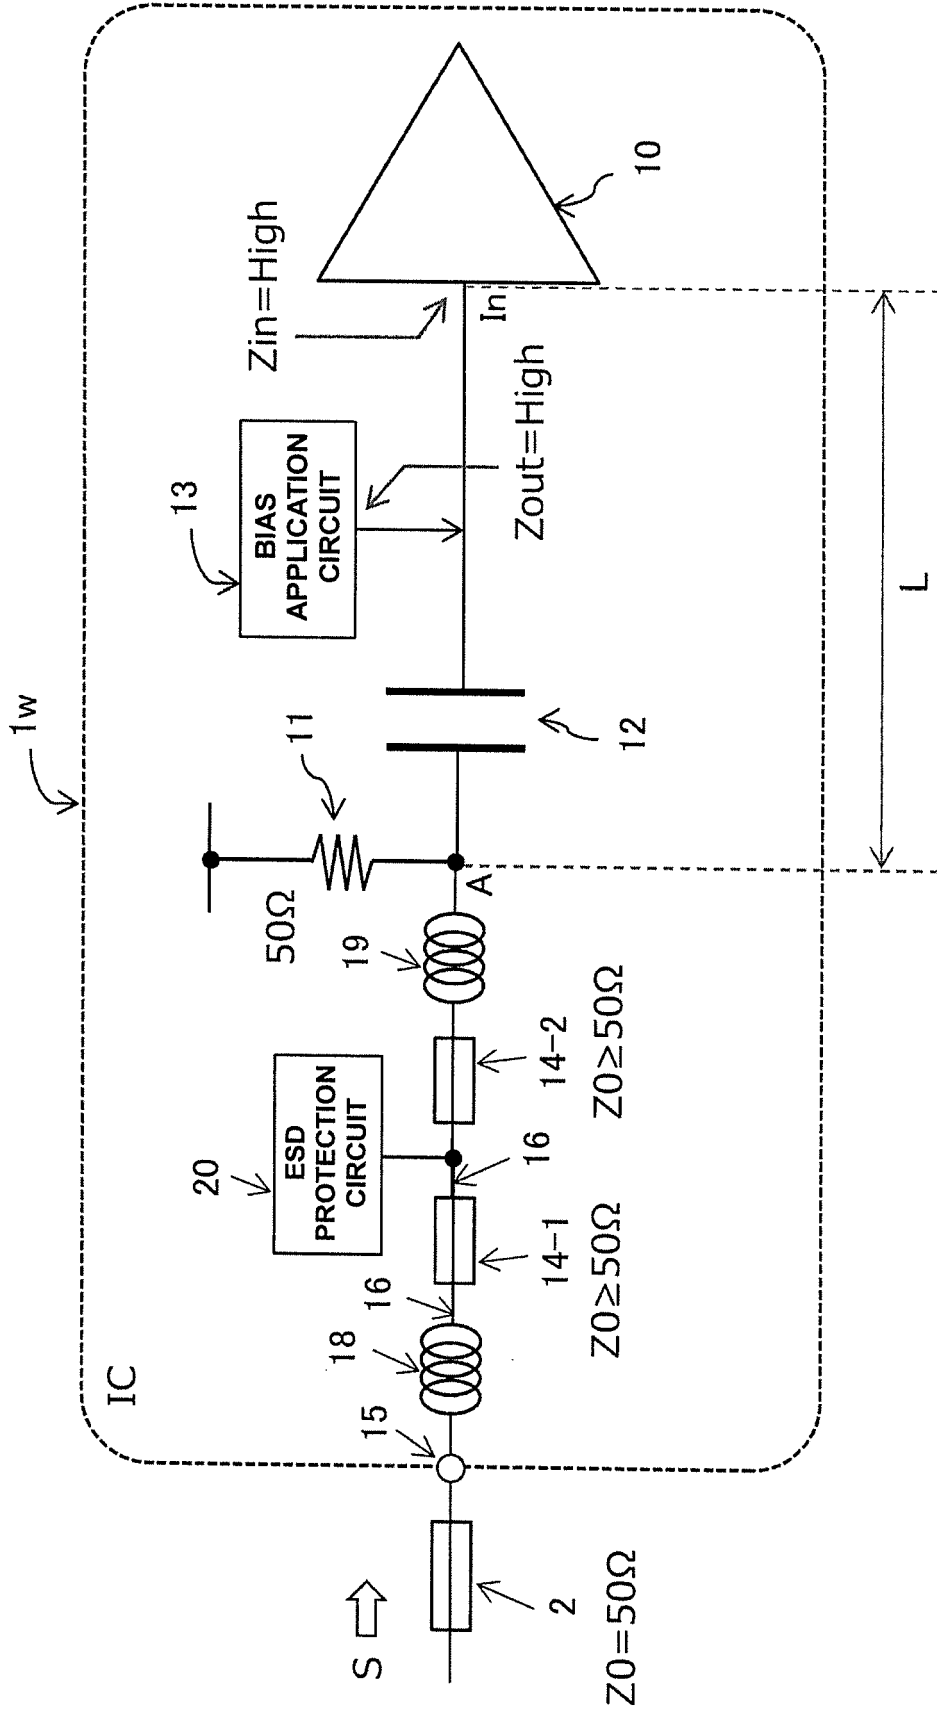 1w
IC
S
2
Z0=50Ω
15
18
16
14-1
Z0≥50Ω
20
ESD
PROTECTION
CIRCUIT
16
14-2
Z0≥50Ω
19
50Ω
11
A
12
13
BIAS
APPLICATION
CIRCUIT
Zout=High
Zin=High
In
10
L